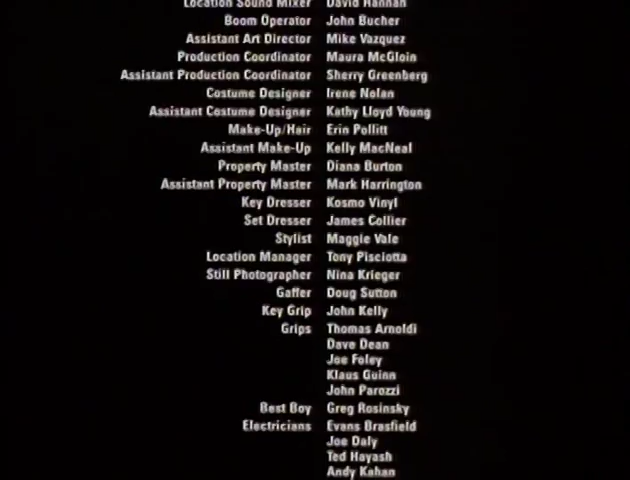 Location Sound Mixer David Hannan
Boom Operator John Bucher
Assistant Art Director Mike Vazquez
Production Coordinator Maura McGloin
Assistant Production Coordinator Sherry Greenberg
Costume Designer Irene Nolan
Assistant Costume Designer Kathy Lloyd Young
Make-Up/Hair Erin Pollitt
Assistant Make-Up Kelly MacNeal
Property Master Diana Burton
Assistant Property Master Mark Harrington
Key Dresser Kosmo Vinyl
Set Dresser James Collier
Stylist Maggie Vale
Location Manager Tony Pisciotta
Still Photographer Nina Krieger
Gaffer Doug Sutton
Key Grip John Kelly
Grips Thomas Arnoldi
Dave Dean
Joe Foley
Klaus Guinn
John Parozzi
Best Boy Greg Rosinsky
Electricians Evans Brasfield
Joe Daly
Ted Hayash
Andy Kahan